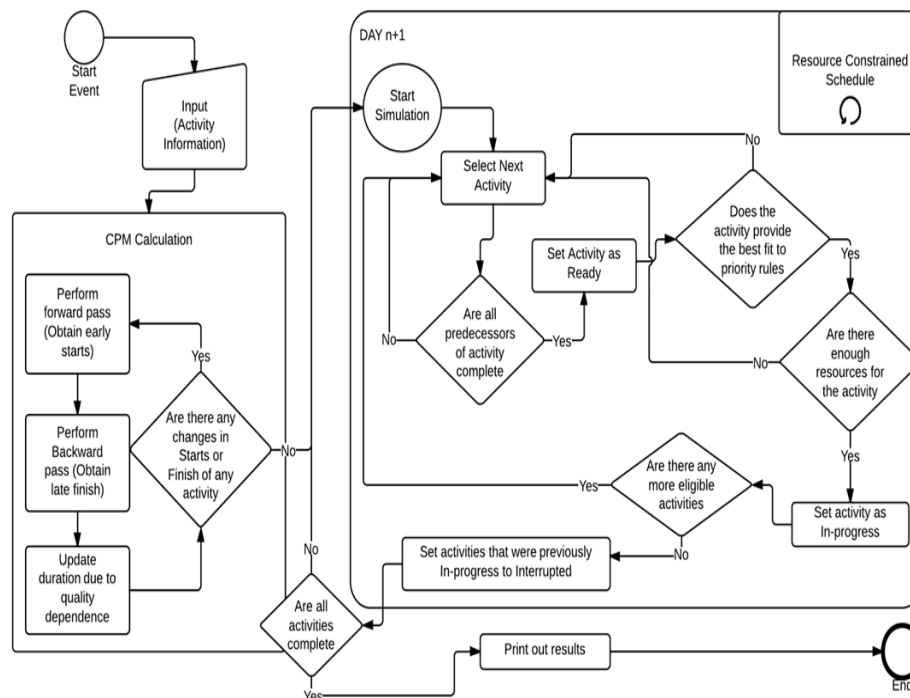 Start
Event
Input
(Activity
Information)
CPM Calculation
Perform
forward pass
(Obtain early
starts)
Perform
Backward
pass (Obtain
late finish)
Update
duration due to
quality
dependence
Are there any
changes in
Starts or
Finish of any
activity
Yes
No
DAY n+1
Resource Constrained
Schedule
Start
Simulation
Select Next
Activity
Are all
predecessors
of activity
complete
No
Yes
Set Activity as
Ready
Does the
activity provide
the best fit to
priority rules
No
Yes
Are there
enough
resources for
the activity
No
Yes
Set activity as
In-progress
Are there any
more eligible
activities
Yes
No
Set activities that were previously
In-progress to Interrupted
Are all
activities
complete
No
Yes
Print out results
End